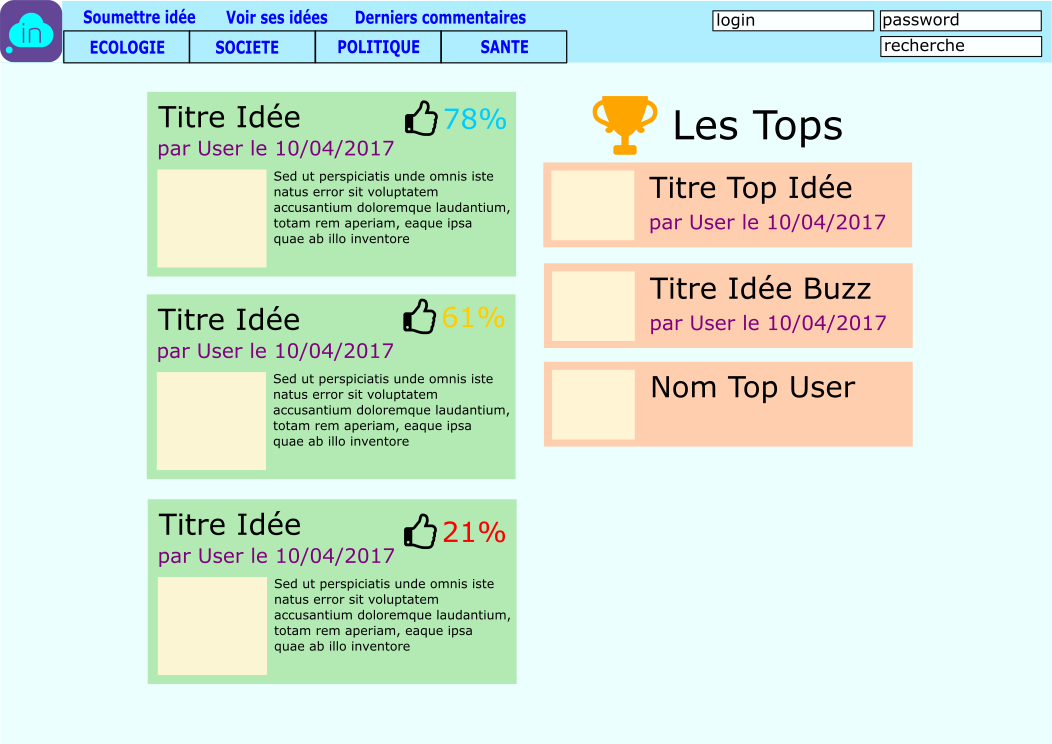 in
Soumettre idée Voir ses idées Derniers commentaires
login password
ECOLOGIE SOCIETE POLITIQUE SANTE
recherche
Titre Idée 78%
par User le 10/04/2017
Sed ut perspiciatis unde omnis iste
natus error sit voluptatem
accusantium doloremque laudantium,
totam rem aperiam, eaque ipsa
quae ab illo inventore
Titre Idée 61%
par User le 10/04/2017
Sed ut perspiciatis unde omnis iste
natus error sit voluptatem
accusantium doloremque laudantium,
totam rem aperiam, eaque ipsa
quae ab illo inventore
Titre Idée 21%
par User le 10/04/2017
Sed ut perspiciatis unde omnis iste
natus error sit voluptatem
accusantium doloremque laudantium,
totam rem aperiam, eaque ipsa
quae ab illo inventore
Les Tops
Titre Top Idée
par User le 10/04/2017
Titre Idée Buzz
par User le 10/04/2017
Nom Top User